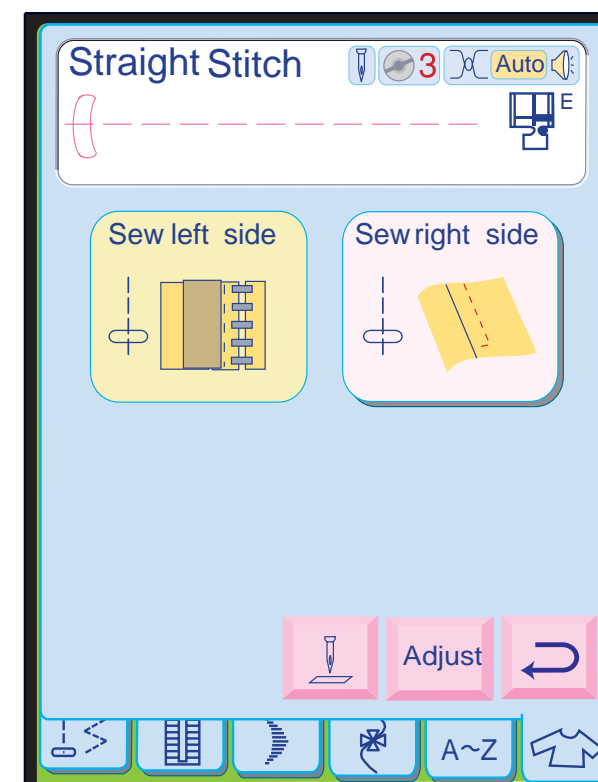 Straight Stitch 3 Auto
E
Sew left side Sew right side
Adjust
A~Z